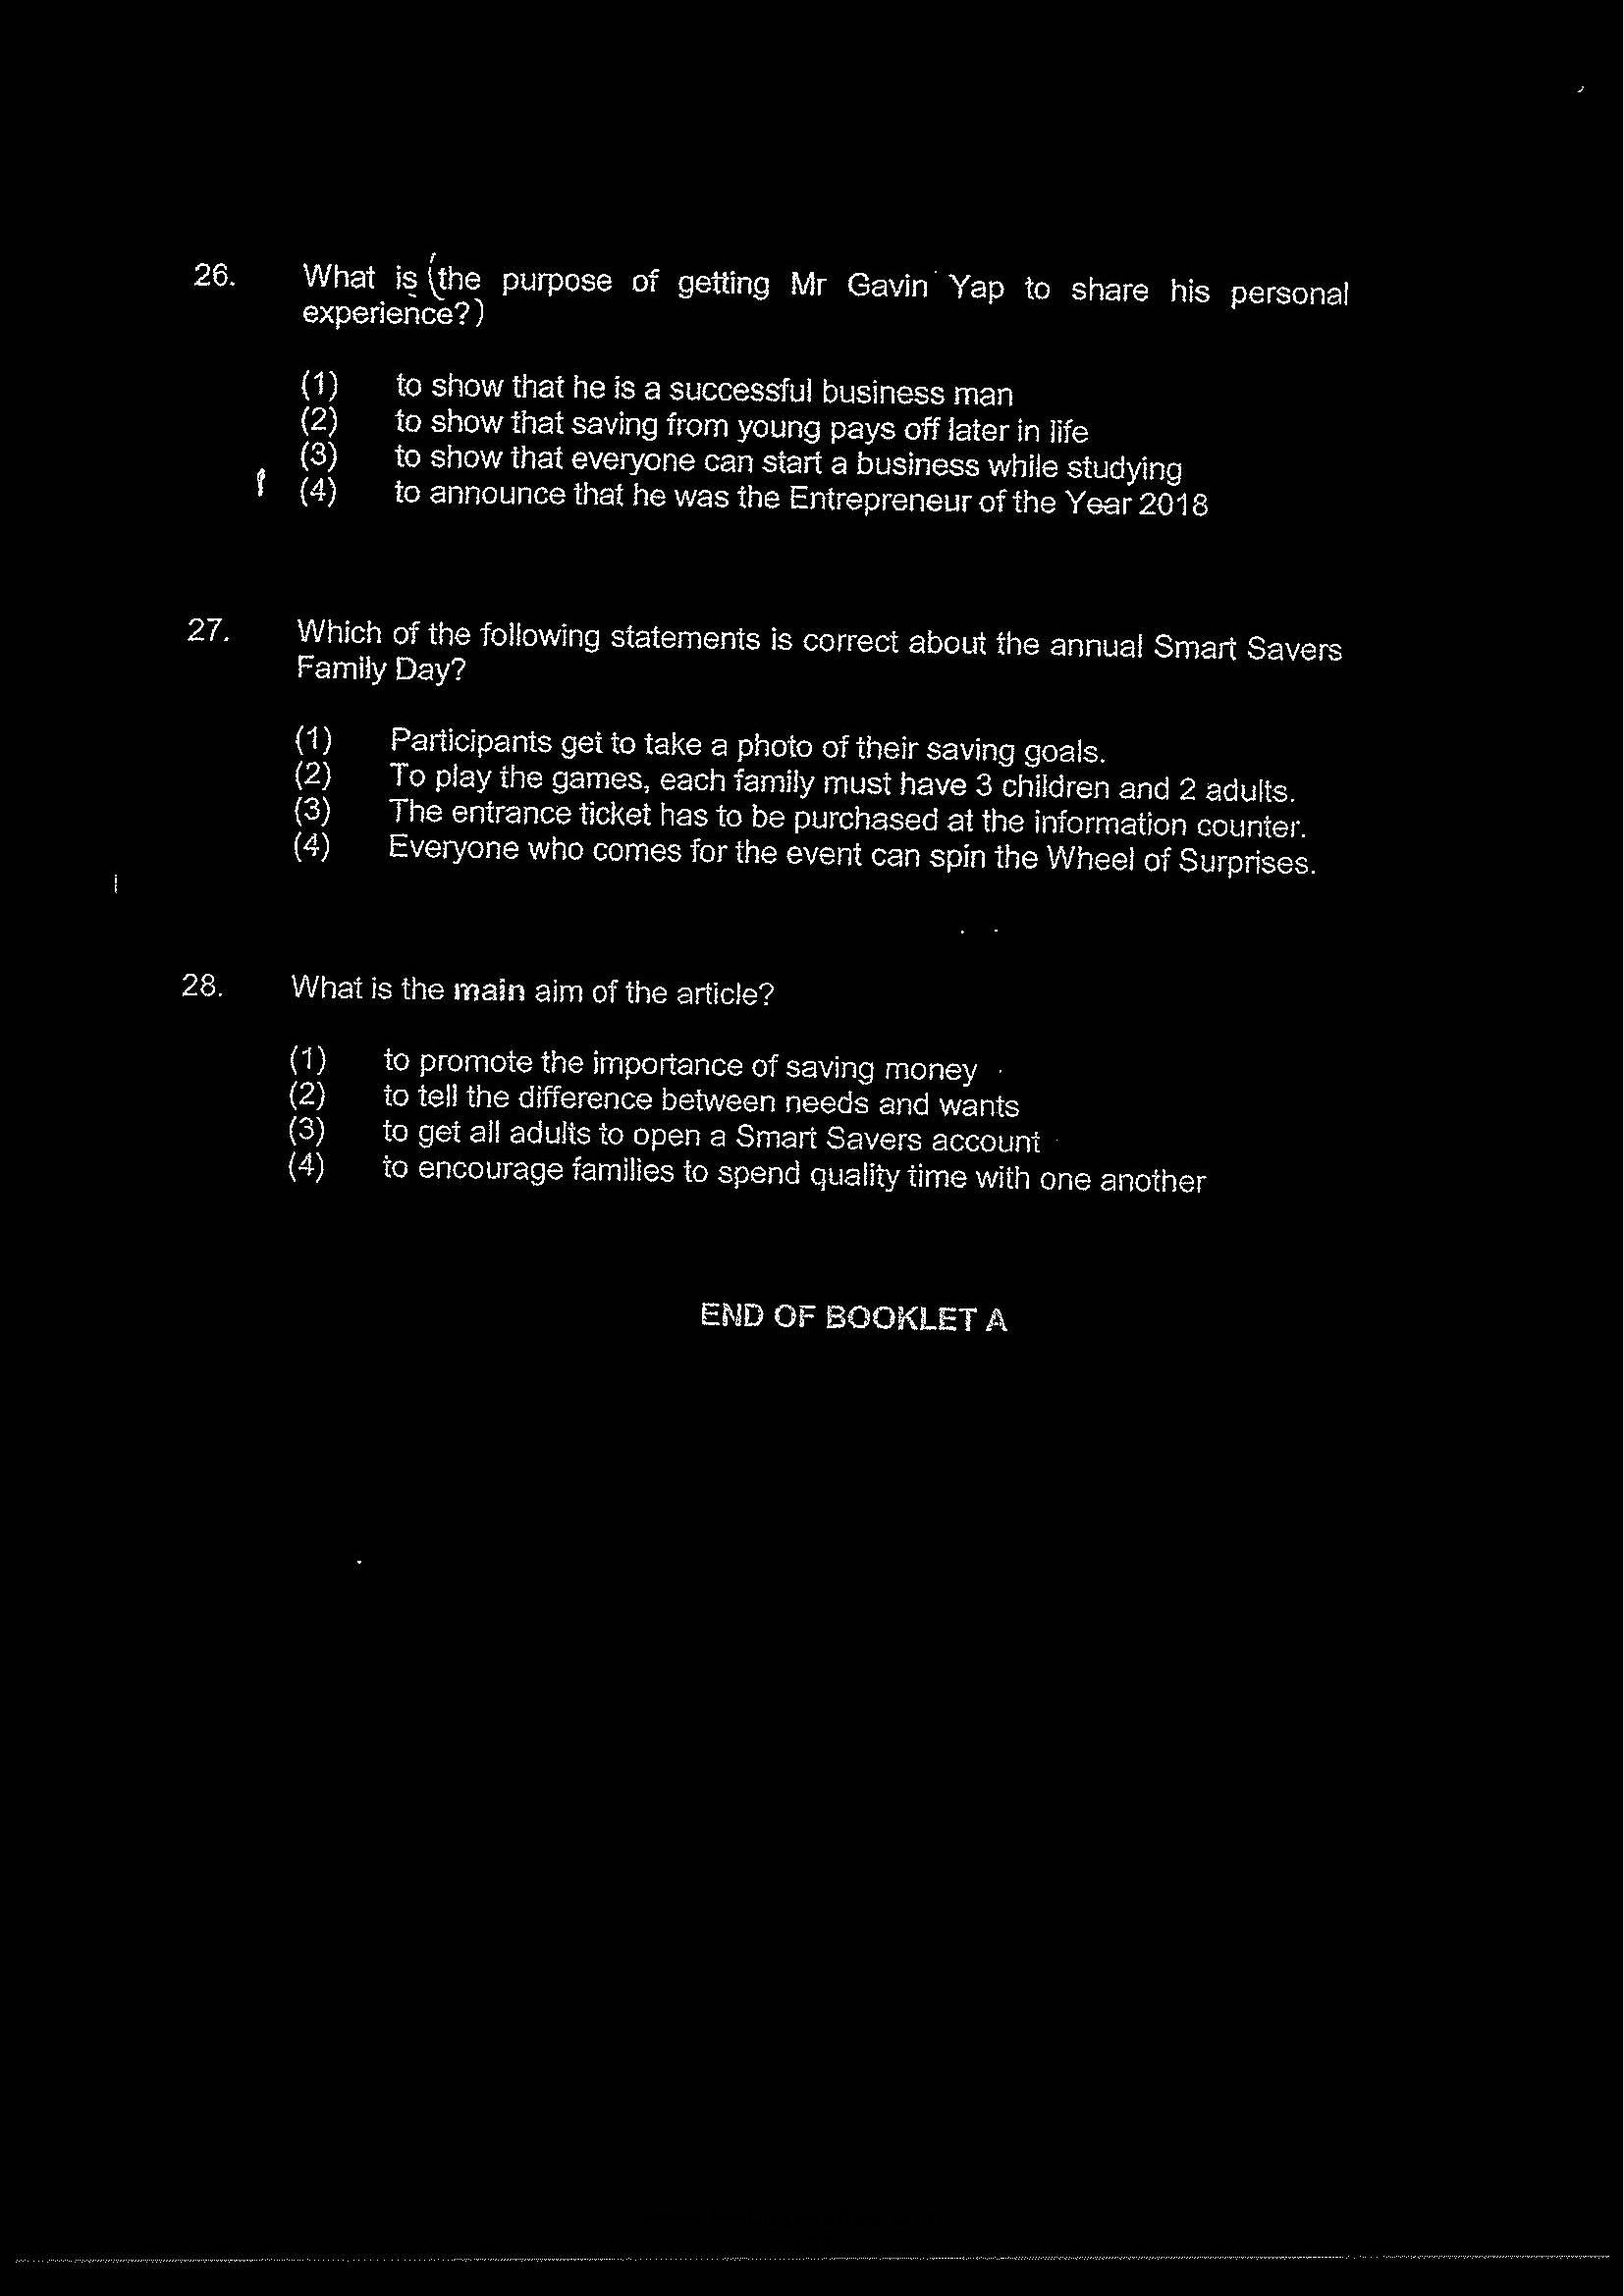 26. What is (the purpose of getting Mr Gavin Yap to share his personal
experience?)
(1) to show that he is a successful business man
(2) to show that saving from young pays off later in life
(3) to show that everyone can start a business while studying
(4) to announce that he was the Entrepreneur of the Year 2018
27. Which of the following statements is correct about the annual Smart Savers
Family Day?
(1) Participants get to take a photo of their saving goals.
(2) To play the games, each family must have 3 children and 2 adults.
(3) The entrance ticket has to be purchased at the information counter.
(4) Everyone who comes for the event can spin the Wheel of Surprises.
28. What is the main aim of the article?
(1) to promote the importance of saving money
(2) to tell the difference between needs and wants
(3) to get all adults to open a Smart Savers account
(4) to encourage families to spend quality time with one another
END OF BOOKLET A